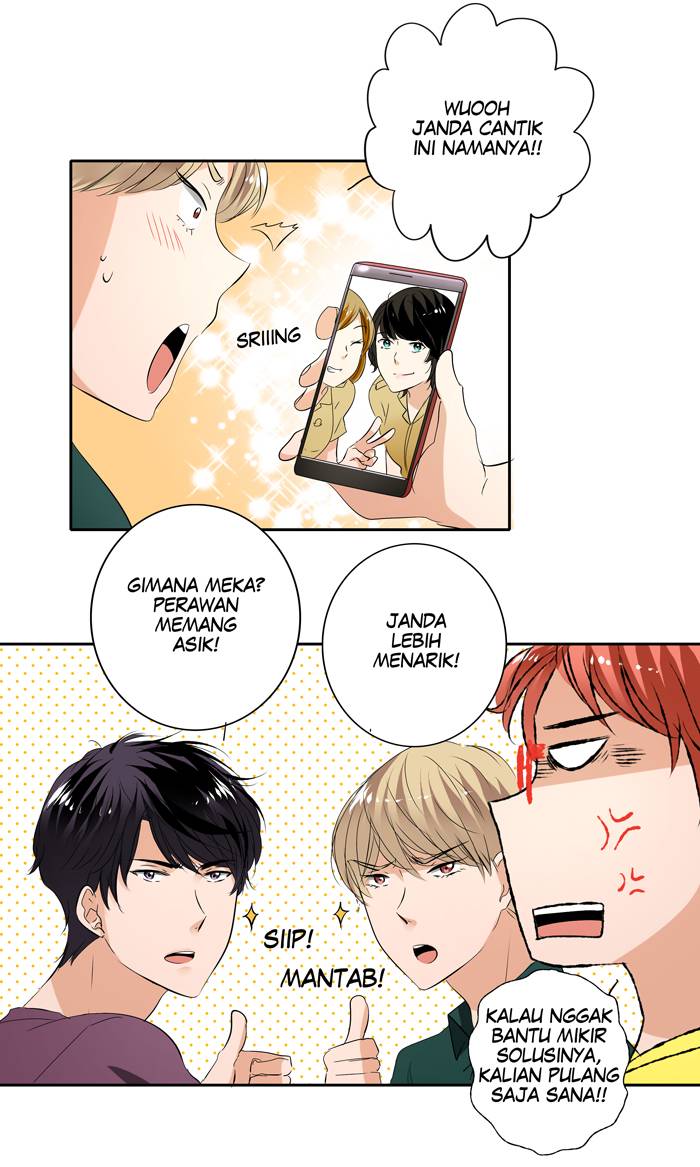 WUOOH
JANDA CANTIK
INI NAMANYA!!
SRIIING
GIMANA MEKA?
PERAWAN
MEMANG
ASIK!
JANDA
LEBIH
MENARIK!
SIIP!
MANTAB!
KALAU NGGAK
BANTU MIKIR
SOLUSINYA,
KALIAN PULANG
SAJA SANA!!